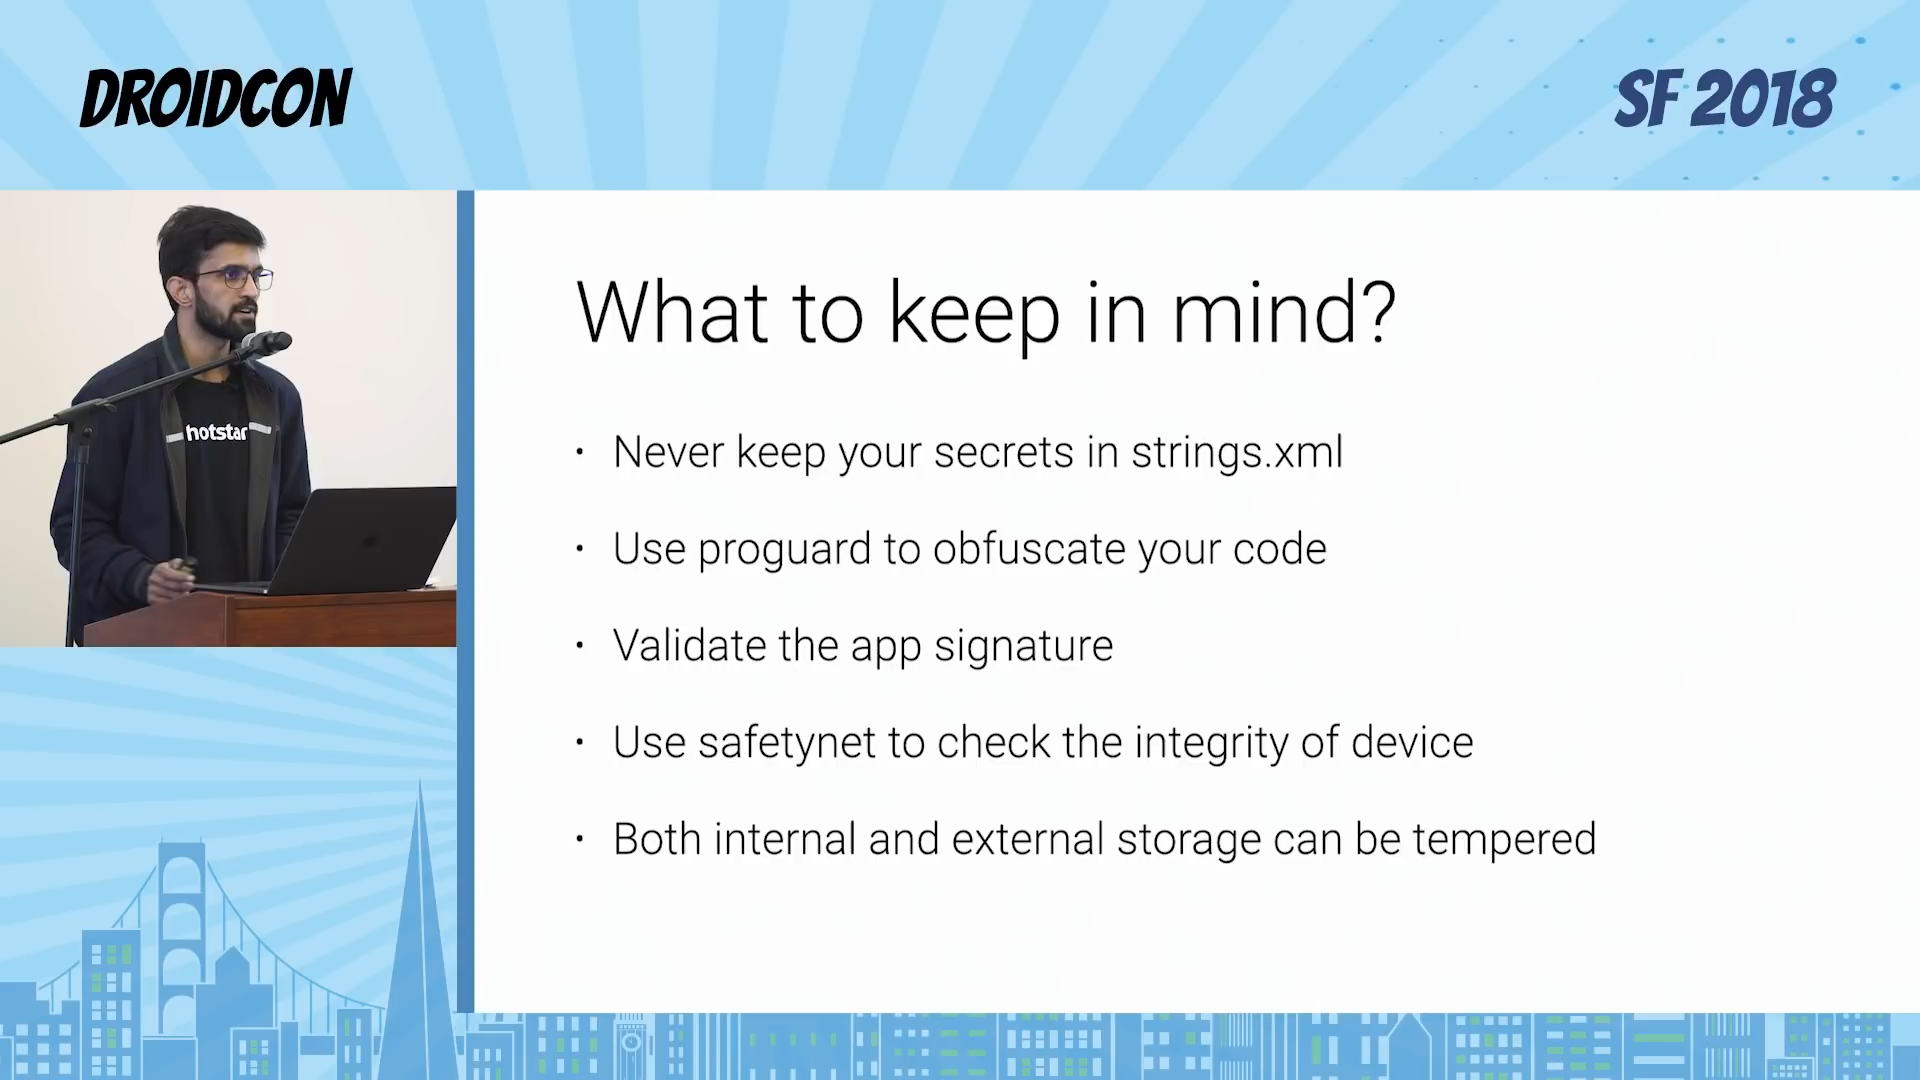 DROIDCON
SF 2018
hotstar
What to keep in mind?
• Never keep your secrets in strings.xml
• Use proguard to obfuscate your code
• Validate the app signature
• Use safetynet to check the integrity of device
• Both internal and external storage can be tempered